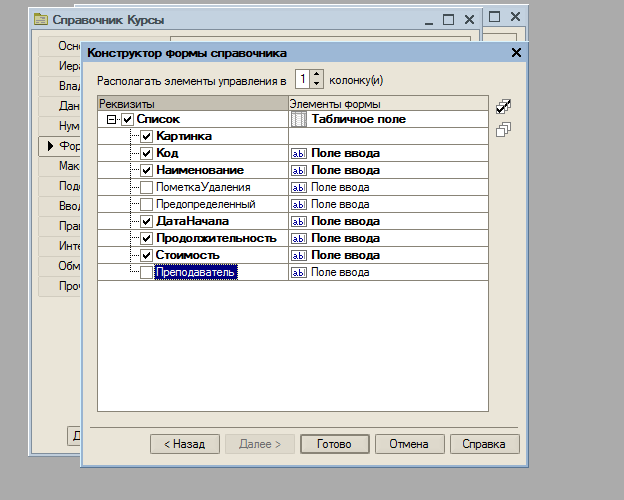 Справочник Курсы
Осно
Иера
Влад
Дан
Нум
Фор
Мак
Подс
Ввод
Прав
Инте
Обм
Проч
Д
Конструктор формы справочника
Располагать элементы управления в 1 колонку(и)
Реквизиты Элементы формы
Список Табличное поле
Картинка
Код Поле ввода
Наименование Поле ввода
ПометкаУдаления Поле ввода
Предопределенный Поле ввода
ДатаНачала Поле ввода
Продолжительность Поле ввода
Стоимость Поле ввода
Преподаватель Поле ввода
< Назад Далее > Готово Отмена Справка